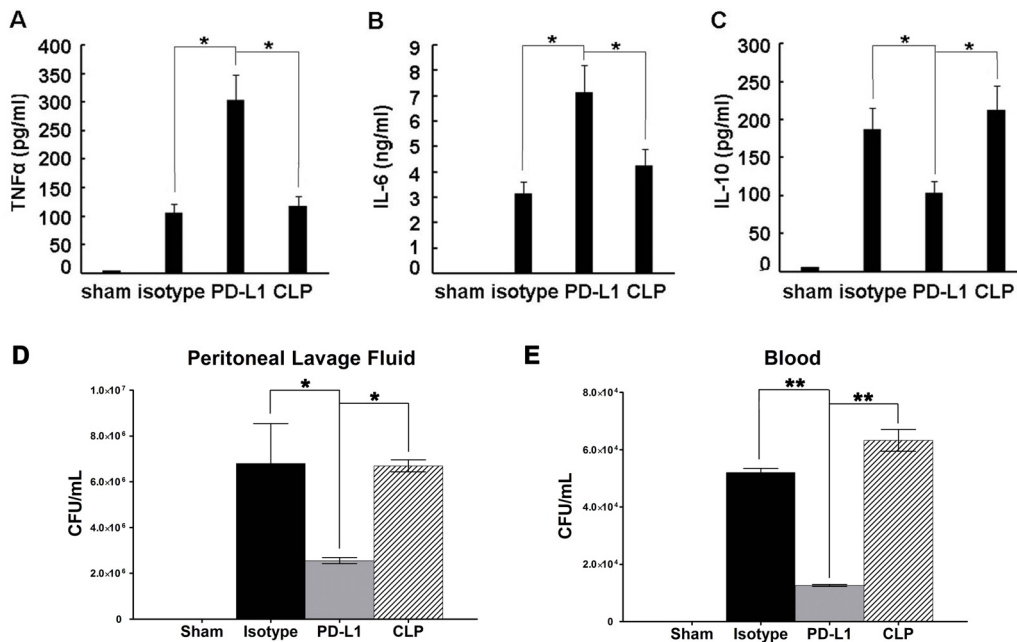 A
TNFα (pg/ml)
400
350
300
250
200
150
100
50
0
* *
sham isotype PD-L1 CLP
B
IL-6 (ng/ml)
9
8
7
6
5
4
3
2
1
0
* *
sham isotype PD-L1 CLP
C
IL-10 (pg/ml)
300
250
200
150
100
50
0
* *
sham isotype PD-L1 CLP
D
Peritoneal Lavage Fluid
CFU/mL
1.0×10⁷
8.0×10⁶
6.0×10⁶
4.0×10⁶
2.0×10⁶
0
* *
Sham Isotype PD-L1 CLP
E
Blood
CFU/mL
8.0×10⁴
6.0×10⁴
4.0×10⁴
2.0×10⁴
0
** **
Sham Isotype PD-L1 CLP